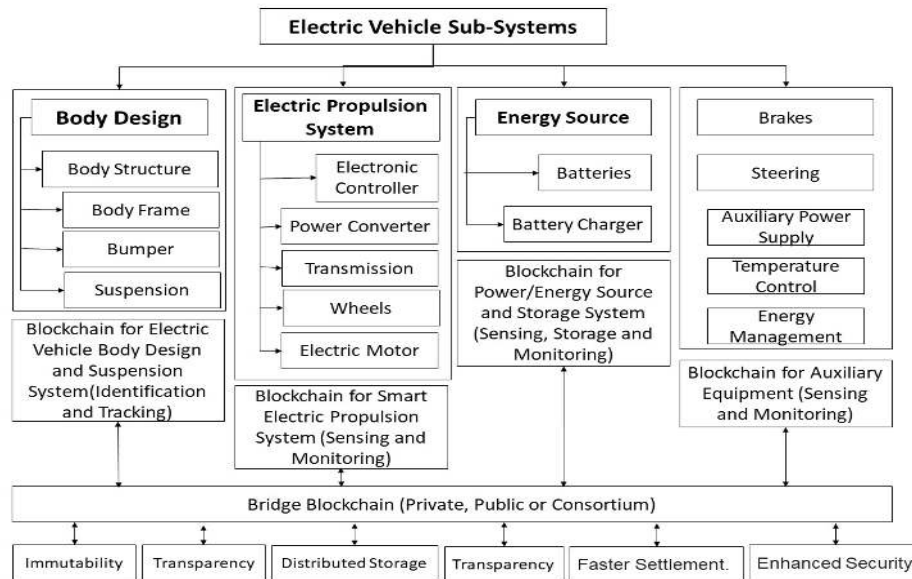 Electric Vehicle Sub-Systems
Body Design
Body Structure
Body Frame
Bumper
Suspension
Blockchain for Electric
Vehicle Body Design
and Suspension
System(Identification
and Tracking)
Electric Propulsion
System
Electronic
Controller
Power Converter
Transmission
Wheels
Electric Motor
Blockchain for Smart
Electric Propulsion
System (Sensing and
Monitoring)
Energy Source
Batteries
Battery Charger
Blockchain for
Power/Energy Source
and Storage System
(Sensing, Storage and
Monitoring)
Brakes
Steering
Auxiliary Power
Supply
Temperature
Control
Energy
Management
Blockchain for Auxiliary
Equipment (Sensing
and Monitoring)
Bridge Blockchain (Private, Public or Consortium)
Immutability
Transparency
Distributed Storage
Transparency
Faster Settlement.
Enhanced Security